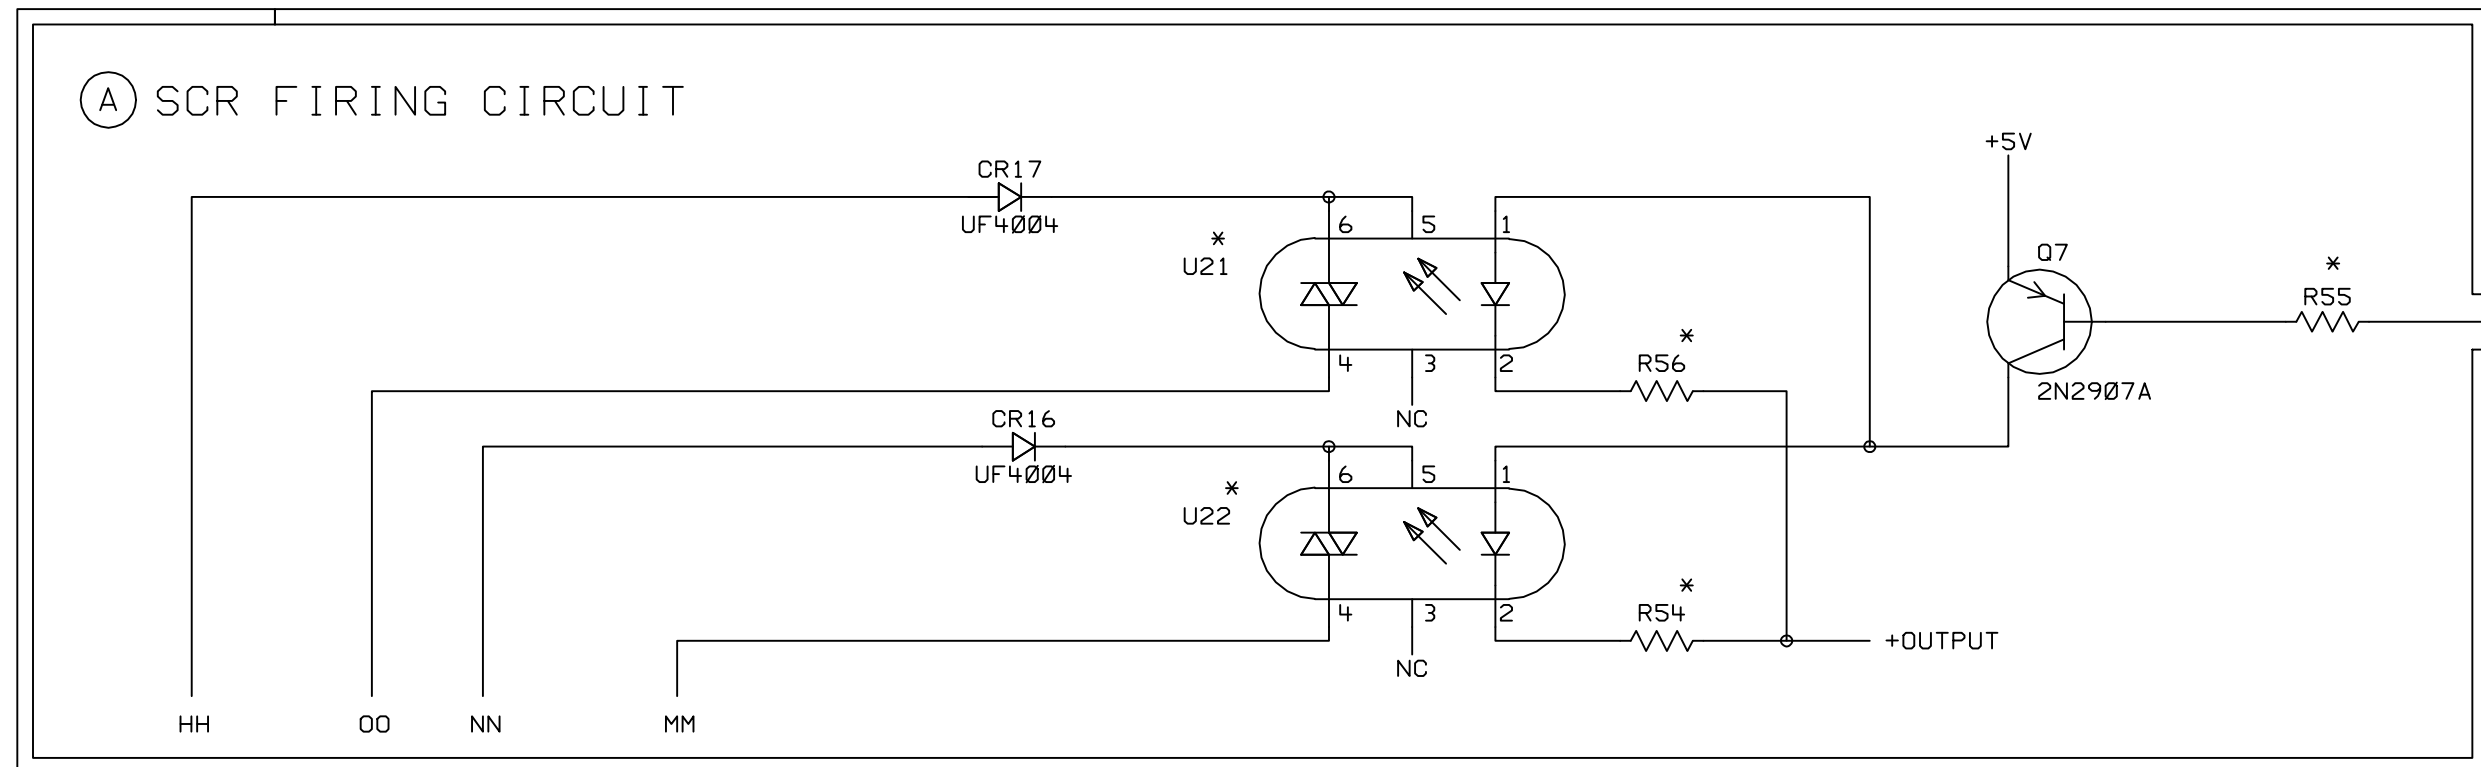 A SCR FIRING CIRCUIT
+5V
CR17
UF4004
6 5 1
*
U21
Q7
*
R55
*
R56
4 3 2
2N2907A
NC
CR16
UF4004
6 5 1
*
U22
*
R54
4 3 2
+OUTPUT
NC
HH OO NN MM